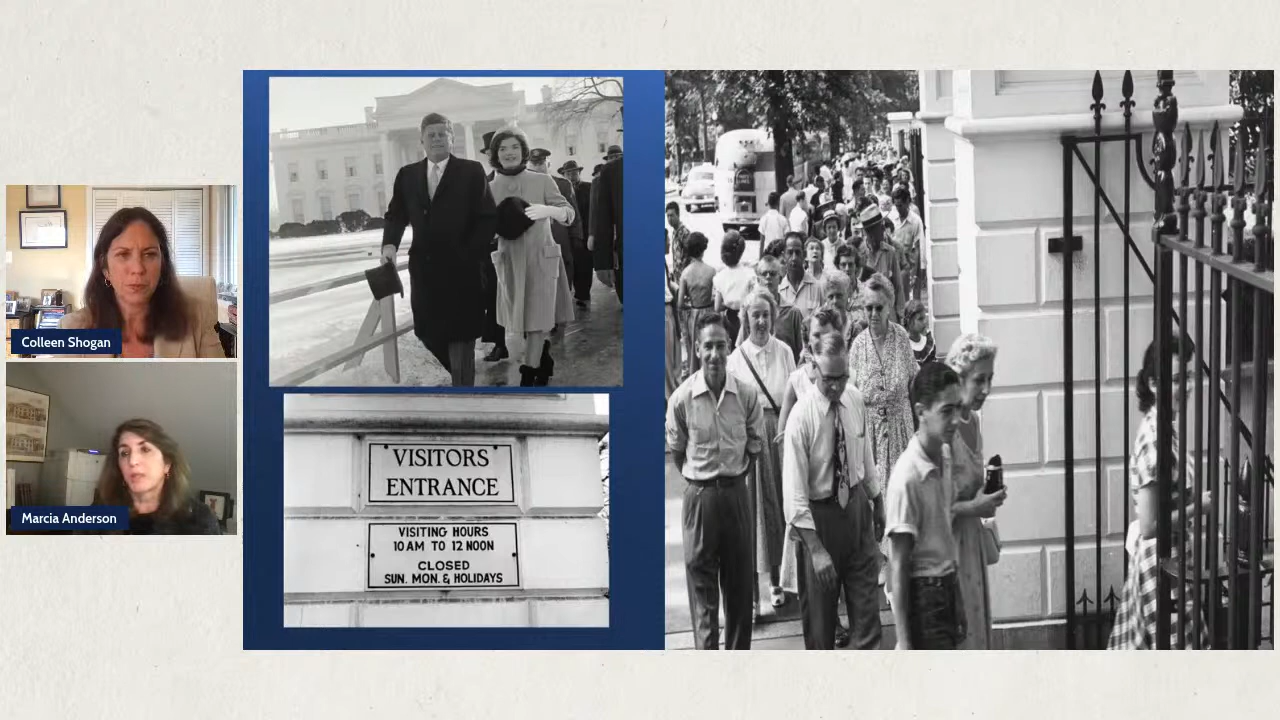 Colleen Shogan
Marcia Anderson
VISITORS
ENTRANCE
VISITING HOURS
10 AM TO 12 NOON
CLOSED
SUN. MON. & HOLIDAYS